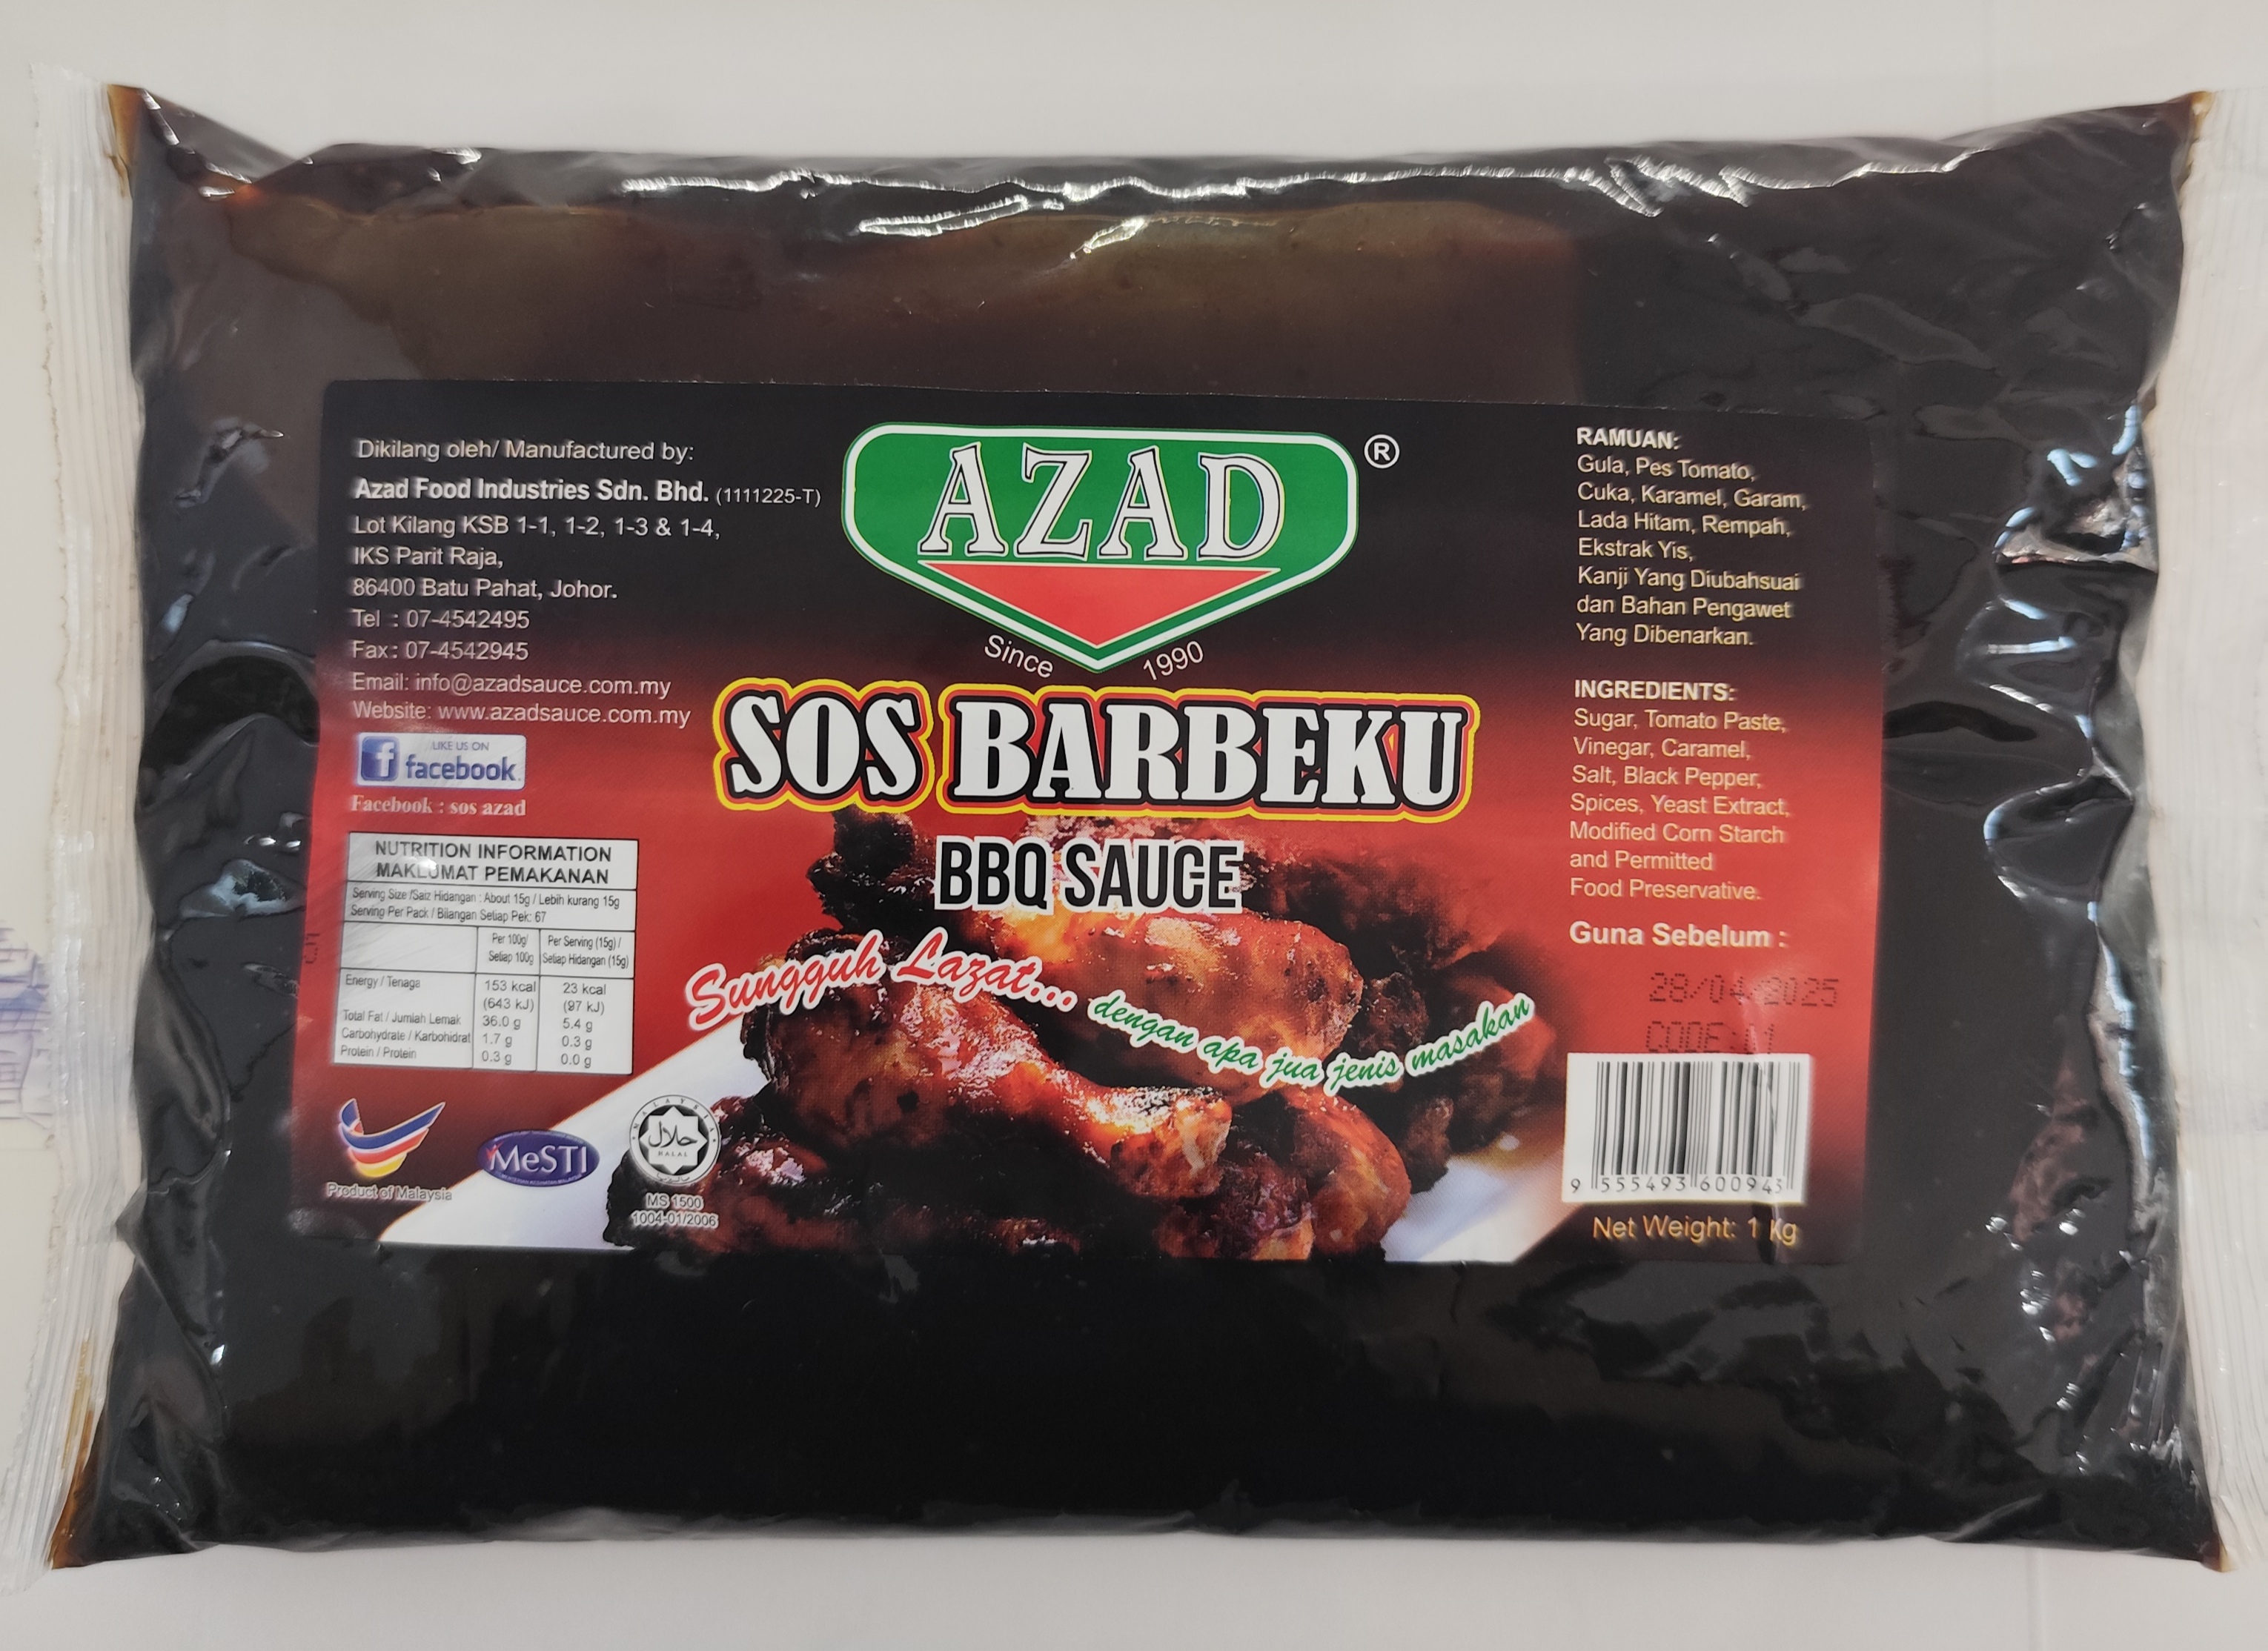 Dikilang oleh/ Manufactured by:
Azad Food Industries Sdn. Bhd. (1111225-T)
Lot Kilang KSB 1-1, 1-2, 1-3 & 1-4,
IKS Parit Raja,
86400 Batu Pahat, Johor.
Tel : 07-4542495
Fax : 07-4542945
Email: info@azadsauce.com.my
Website: www.azadsauce.com.my
LIKE US ON
f facebook
Facebook : sos azad
NUTRITION INFORMATION
MAKLUMAT PEMAKANAN
Serving Size /Saiz Hidangan : About 15g / Lebih kurang 15g
Serving Per Pack / Bilangan Setiap Pek: 67
Per 100g/ Per Serving (15g) /
Setiap 100g Setiap Hidangan (15g)
Energy / Tenaga 153 kcal 23 kcal
(643 kJ) (97 kJ)
Total Fat / Jumlah Lemak 36.0 g 5.4 g
Carbohydrate / Karbohidrat 1.7 g 0.3 g
Protein / Protein 0.3 g 0.0 g
Product of Malaysia
MeSTI
MALAYSIA
حلال
HALAL
MS 1500
1004-01/2006
AZAD ®
Since 1990
SOS BARBEKU
BBQ SAUCE
Sungguh Lazat...
dengan apa jua jenis masakan
RAMUAN:
Gula, Pes Tomato,
Cuka, Karamel, Garam,
Lada Hitam, Rempah,
Ekstrak Yis,
Kanji Yang Diubahsuai
dan Bahan Pengawet
Yang Dibenarkan.
INGREDIENTS:
Sugar, Tomato Paste,
Vinegar, Caramel,
Salt, Black Pepper,
Spices, Yeast Extract,
Modified Corn Starch
and Permitted
Food Preservative.
Guna Sebelum :
28/04/2025
CODE:
9 555493 600943
Net Weight: 1 Kg